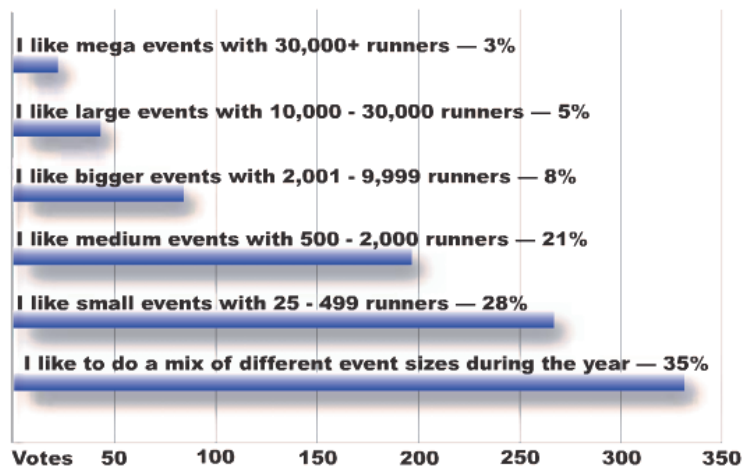 I like mega events with 30,000+ runners — 3%
I like large events with 10,000 - 30,000 runners — 5%
I like bigger events with 2,001 - 9,999 runners — 8%
I like medium events with 500 - 2,000 runners — 21%
I like small events with 25 - 499 runners — 28%
I like to do a mix of different event sizes during the year — 35%
Votes 50 100 150 200 250 300 350